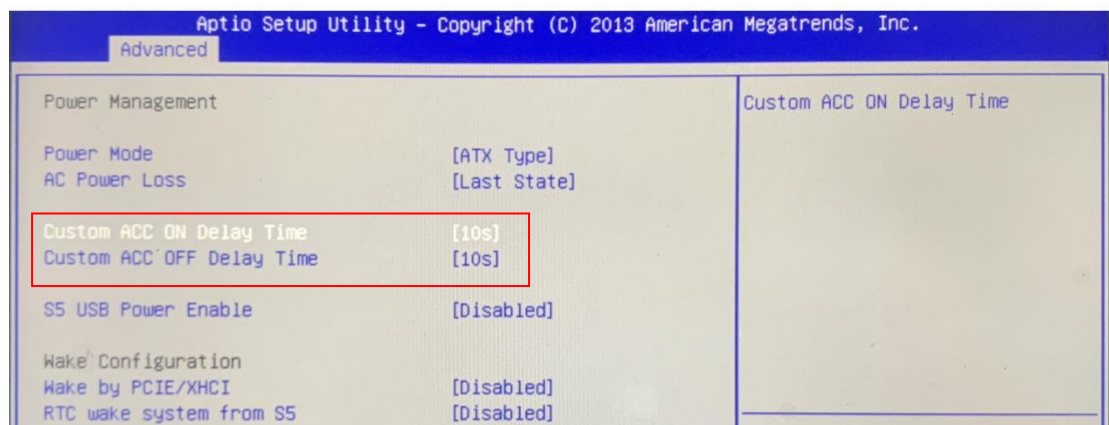 Aptio Setup Utility – Copyright (C) 2013 American Megatrends, Inc.
Advanced
Power Management
Custom ACC ON Delay Time
Power Mode [ATX Type]
AC Power Loss [Last State]
Custom ACC ON Delay Time [10s]
Custom ACC OFF Delay Time [10s]
S5 USB Power Enable [Disabled]
Wake Configuration
Wake by PCIE/XHCI [Disabled]
RTC wake system from S5 [Disabled]